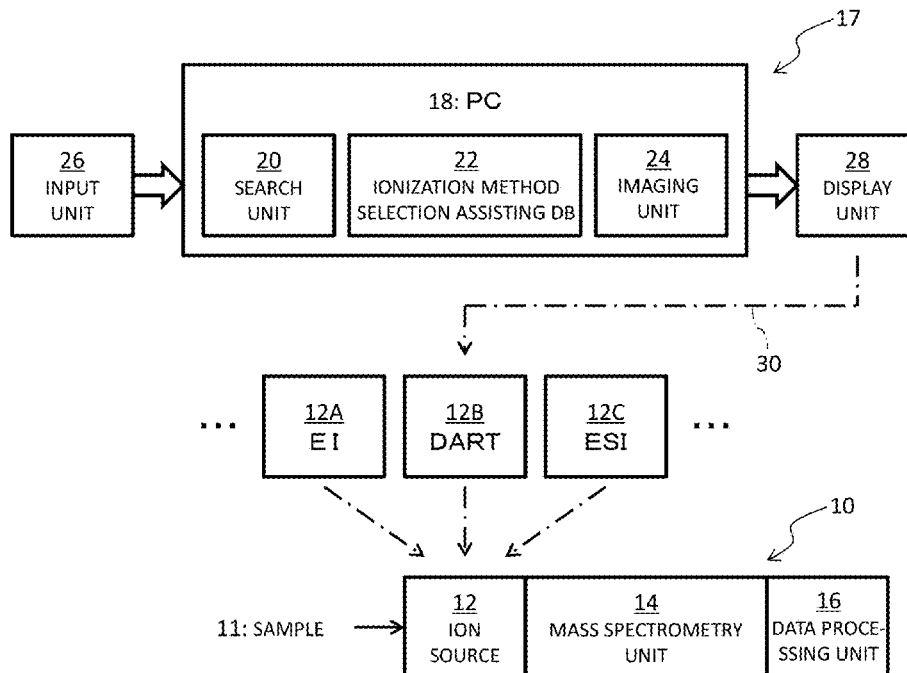 17
18: PC
26
INPUT
UNIT
20
SEARCH
UNIT
22
IONIZATION METHOD
SELECTION ASSISTING DB
24
IMAGING
UNIT
28
DISPLAY
UNIT
30
...
12A
EI
12B
DART
12C
ESI
...
10
11: SAMPLE
12
ION
SOURCE
14
MASS SPECTROMETRY
UNIT
16
DATA PROCE-
SSING UNIT